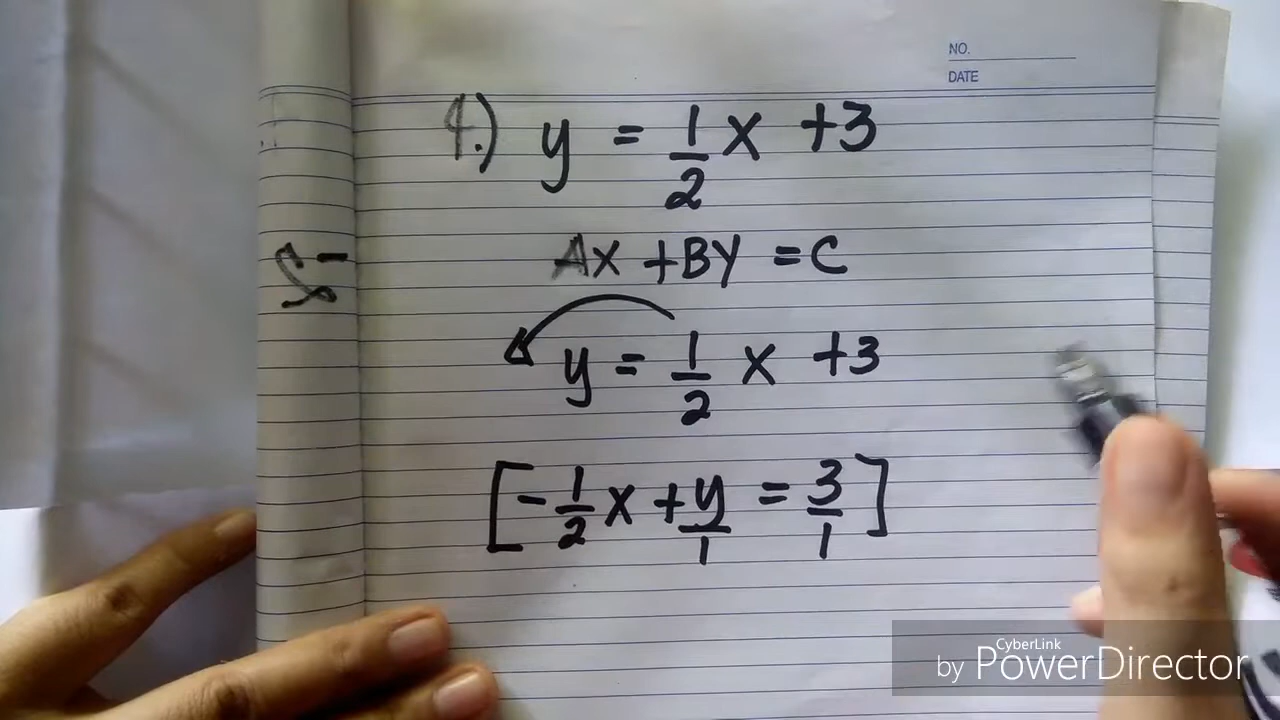 NO.
DATE
4.) y = 1/2 x +3
Ax + By = C
y = 1/2 x +3
[ - 1/2 x + y/1 = 3/1 ]
CyberLink
by PowerDirector